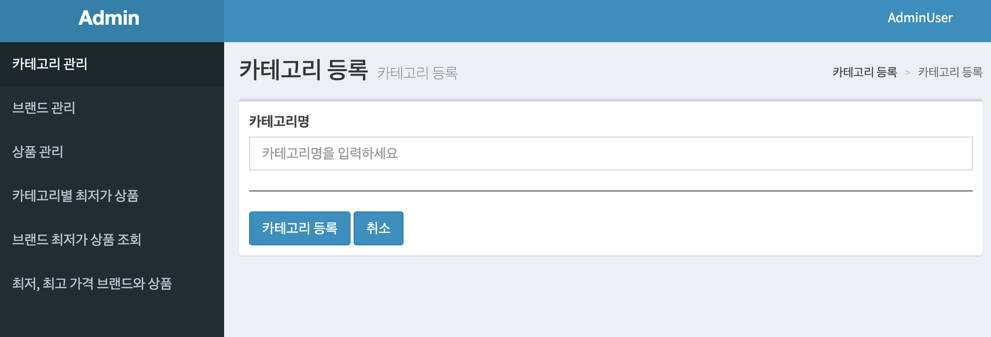 Admin
AdminUser
카테고리 관리
브랜드 관리
상품 관리
카테고리별 최저가 상품
브랜드 최저가 상품 조회
최저, 최고 가격 브랜드와 상품
카테고리 등록 카테고리 등록
카테고리 등록 > 카테고리 등록
카테고리명
카테고리명을 입력하세요
카테고리 등록 취소